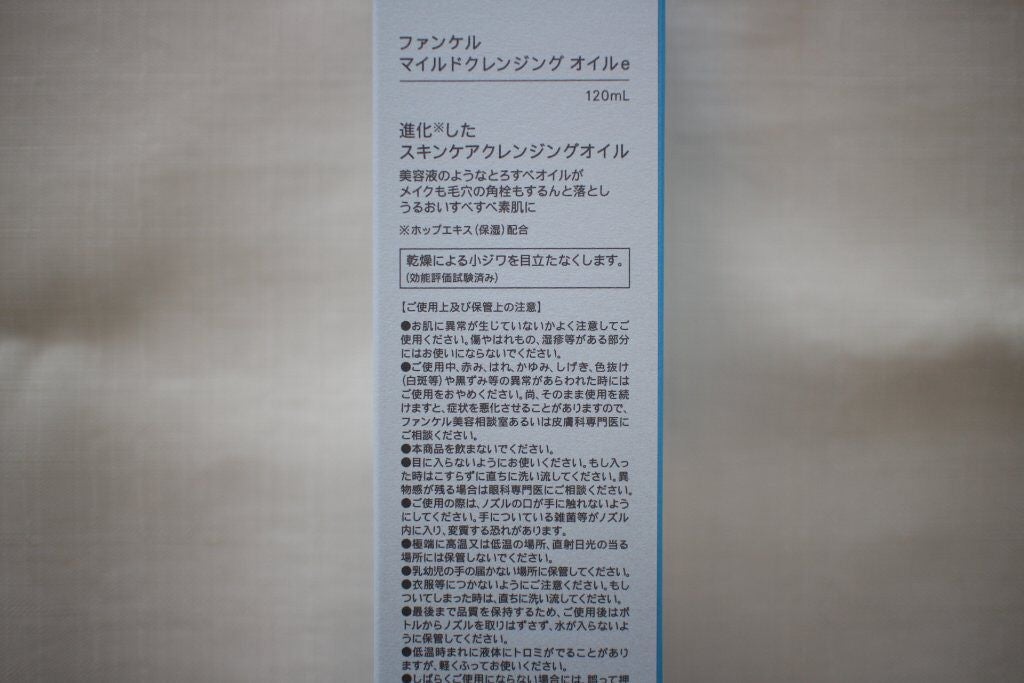 ファンケル
マイルドクレンジング オイルe
120mL
進化※した
スキンケアクレンジングオイル
美容液のようなとろすべオイルが
メイクも毛穴の角栓もするんと落とし
うるおいすべすべ素肌に
※ホップエキス(保湿)配合
乾燥による小ジワを目立たなくします。
(効能評価試験済み)
【ご使用上及び保管上の注意】
●お肌に異常が生じていないかよく注意してご
使用ください。傷やはれもの、湿疹等がある部分
にはお使いにならないでください。
●ご使用中、赤み、はれ、かゆみ、しげき、色抜け
(白斑等)や黒ずみ等の異常があらわれた時には
ご使用をおやめください。尚、そのまま使用を続
けますと、症状を悪化させることがありますので、
ファンケル美容相談室あるいは皮膚科専門医に
ご相談ください。
●本商品を飲まないでください。
●目に入らないようにお使いください。もし入っ
た時はこすらずに直ちに洗い流してください。異
物感が残る場合は眼科専門医にご相談ください。
●ご使用の際は、ノズルの口が手に触れないよう
にしてください。手についている雑菌等がノズル
内に入り、変質する恐れがあります。
●極端に高温又は低温の場所、直射日光の当る
場所には保管しないでください。
●乳幼児の手の届かない場所に保管してください。
●衣服等につかないようにご注意ください。もし
ついてしまった時は、直ちに洗い流してください。
●最後まで品質を保持するため、ご使用後はボ
トルからノズルを取りはずさず、水が入らないよ
うに保管してください。
●低温時まれに液体にトロミがでることがあり
ますが、軽くふってお使いください。
●しばらくご使用にならない場合には、誤って押